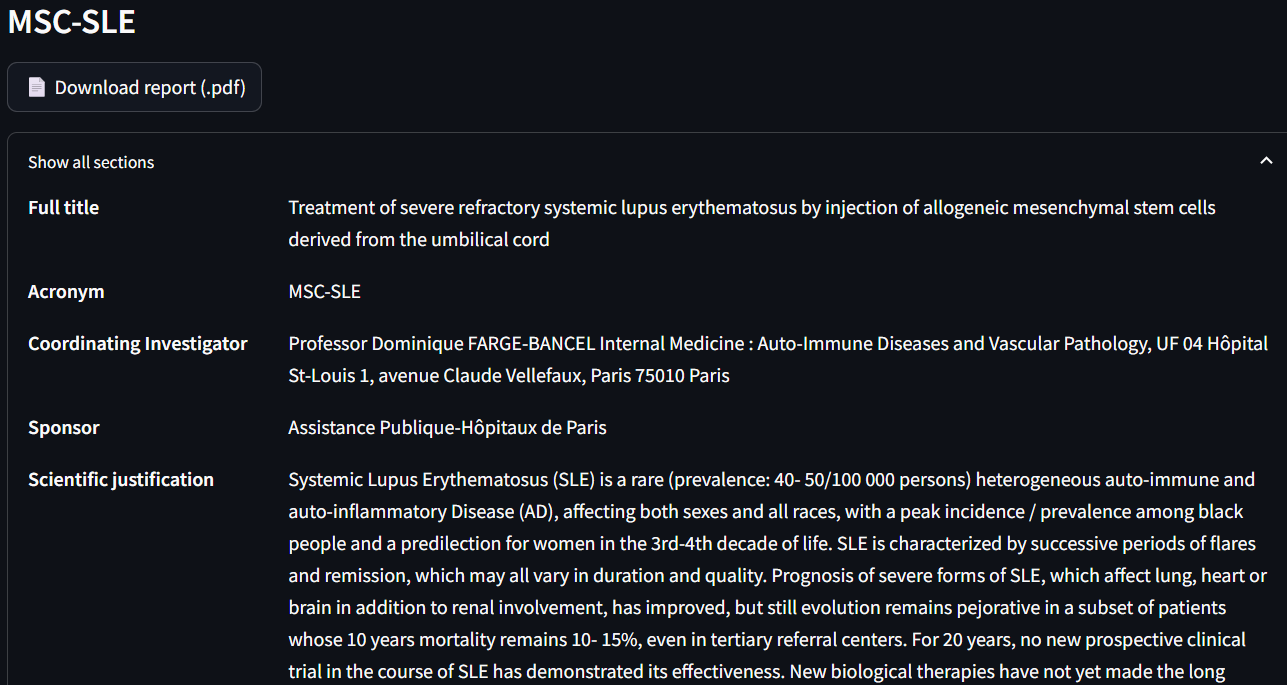 MSC-SLE
Download report (.pdf)
Show all sections
Full title
Treatment of severe refractory systemic lupus erythematosus by injection of allogeneic mesenchymal stem cells
derived from the umbilical cord
Acronym
MSC-SLE
Coordinating Investigator
Professor Dominique FARGE-BANCEL Internal Medicine : Auto-Immune Diseases and Vascular Pathology, UF 04 Hôpital
St-Louis 1, avenue Claude Vellefaux, Paris 75010 Paris
Sponsor
Assistance Publique-Hôpitaux de Paris
Scientific justification
Systemic Lupus Erythematosus (SLE) is a rare (prevalence: 40- 50/100 000 persons) heterogeneous auto-immune and
auto-inflammatory Disease (AD), affecting both sexes and all races, with a peak incidence / prevalence among black
people and a predilection for women in the 3rd-4th decade of life. SLE is characterized by successive periods of flares
and remission, which may all vary in duration and quality. Prognosis of severe forms of SLE, which affect lung, heart or
brain in addition to renal involvement, has improved, but still evolution remains pejorative in a subset of patients
whose 10 years mortality remains 10- 15%, even in tertiary referral centers. For 20 years, no new prospective clinical
trial in the course of SLE has demonstrated its effectiveness. New biological therapies have not yet made the long